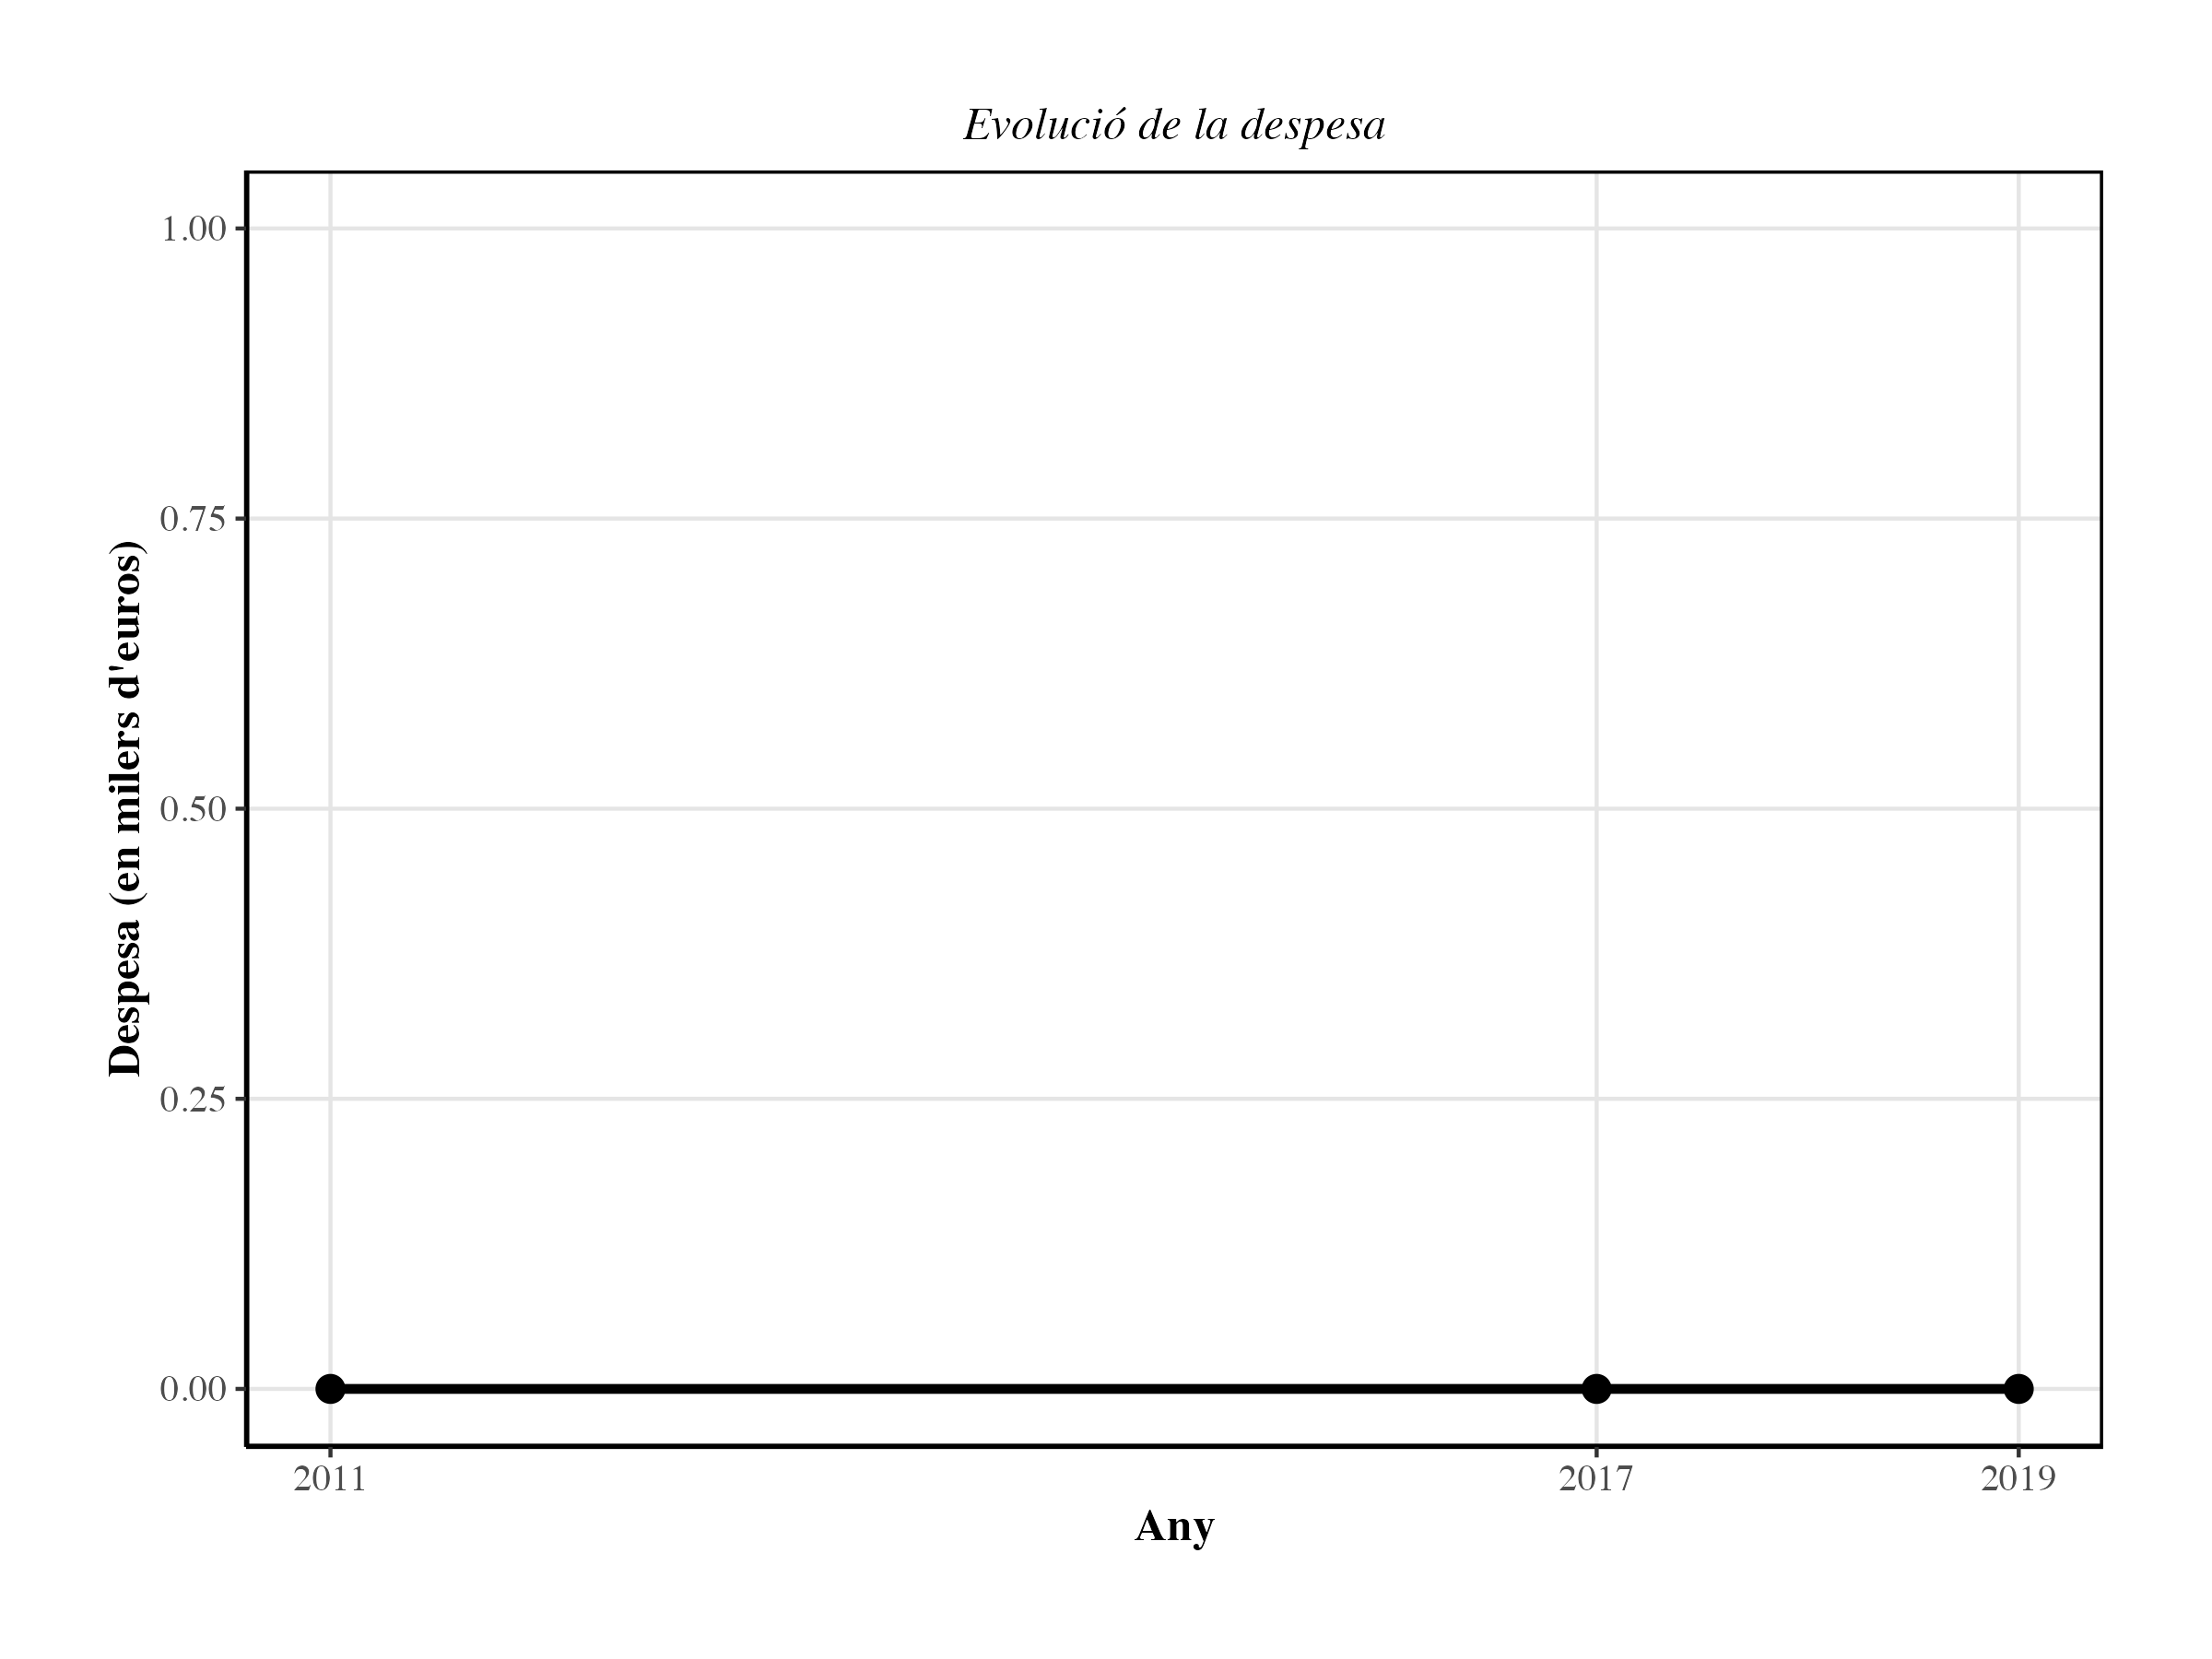 Evolució de la despesa
1.00
0.75
0.50
0.25
0.00
Despesa (en milers d'euros)
2011 2017 2019
Any